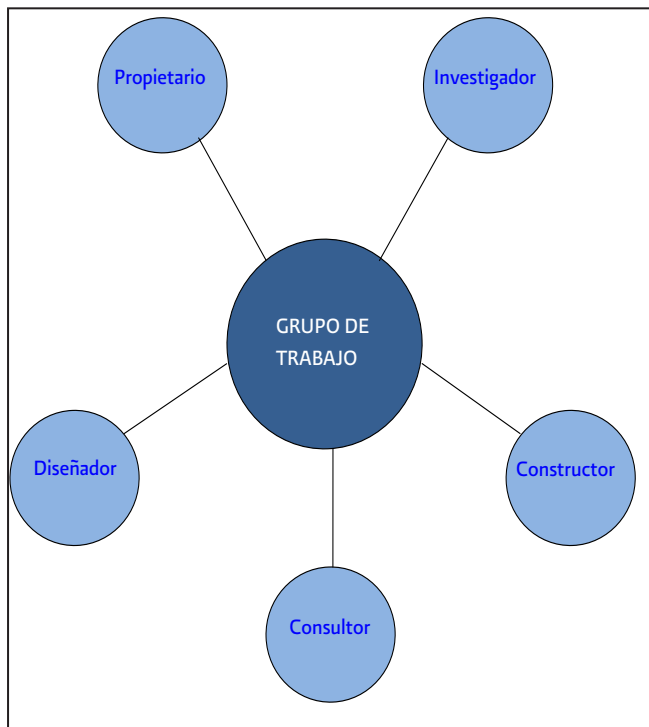 Propietario
Investigador
GRUPO DE
TRABAJO
Diseñador
Constructor
Consultor